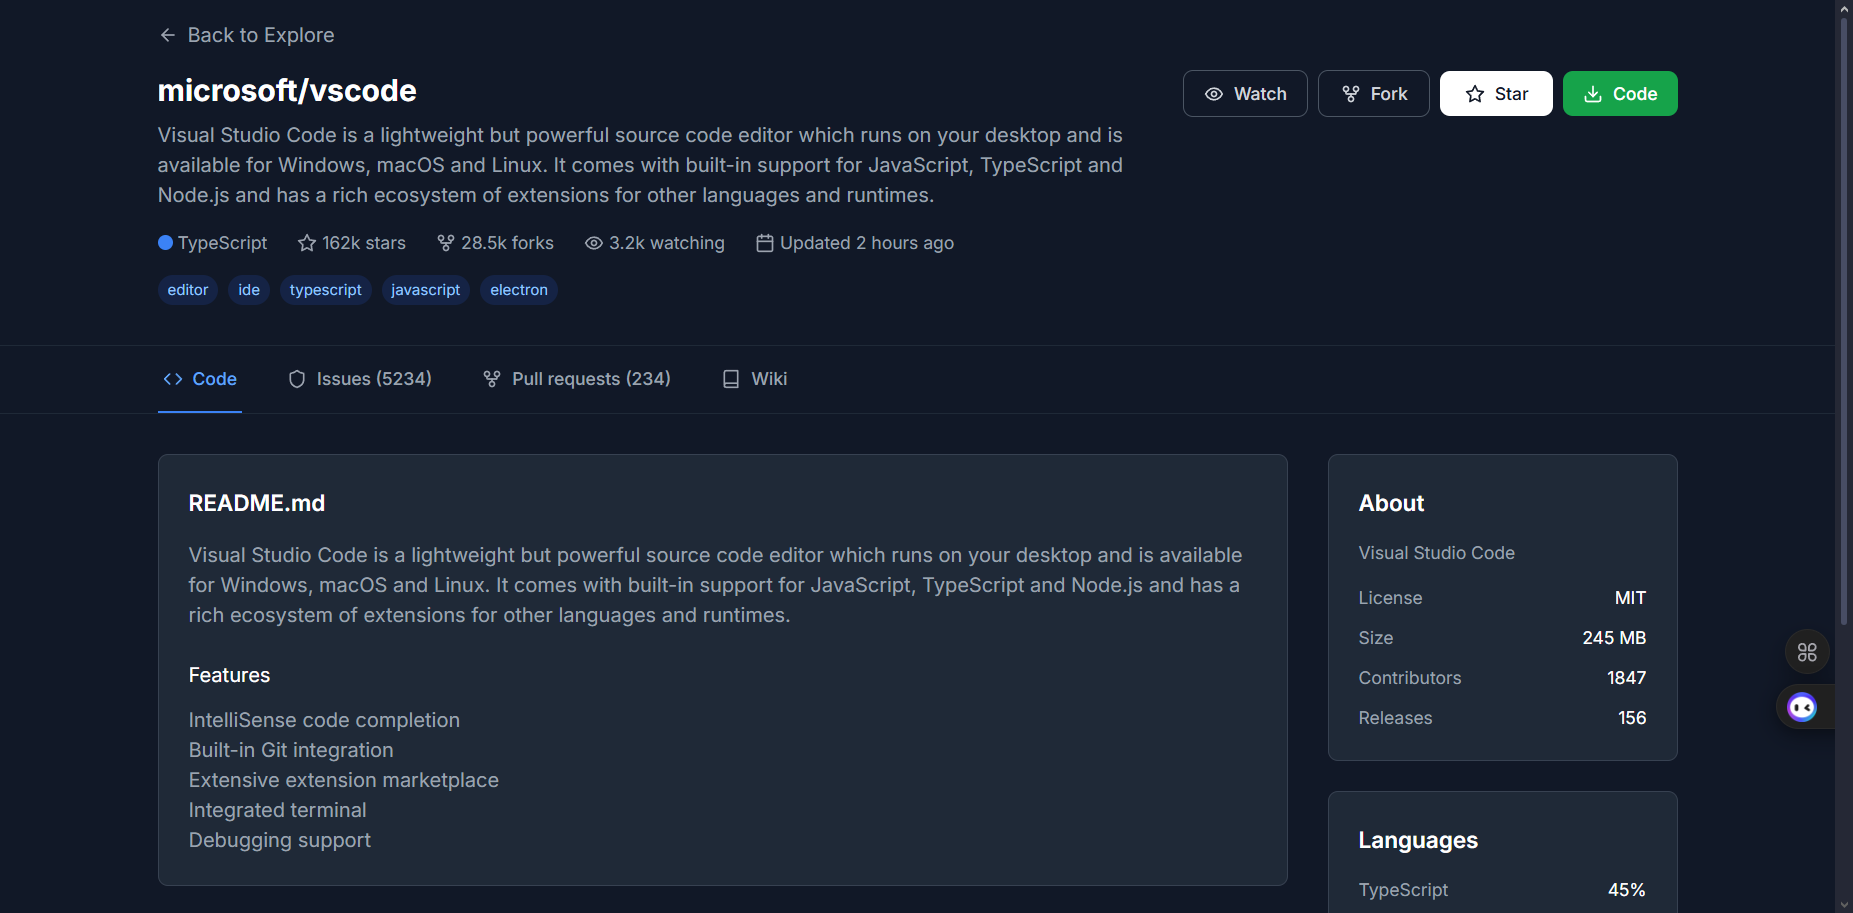 Back to Explore
microsoft/vscode
Watch
Fork
Star
Code
Visual Studio Code is a lightweight but powerful source code editor which runs on your desktop and is
available for Windows, macOS and Linux. It comes with built-in support for JavaScript, TypeScript and
Node.js and has a rich ecosystem of extensions for other languages and runtimes.
TypeScript
162k stars
28.5k forks
3.2k watching
Updated 2 hours ago
editor
ide
typescript
javascript
electron
Code
Issues (5234)
Pull requests (234)
Wiki
README.md
Visual Studio Code is a lightweight but powerful source code editor which runs on your desktop and is available
for Windows, macOS and Linux. It comes with built-in support for JavaScript, TypeScript and Node.js and has a
rich ecosystem of extensions for other languages and runtimes.
Features
IntelliSense code completion
Built-in Git integration
Extensive extension marketplace
Integrated terminal
Debugging support
About
Visual Studio Code
License MIT
Size 245 MB
Contributors 1847
Releases 156
Languages
TypeScript 45%